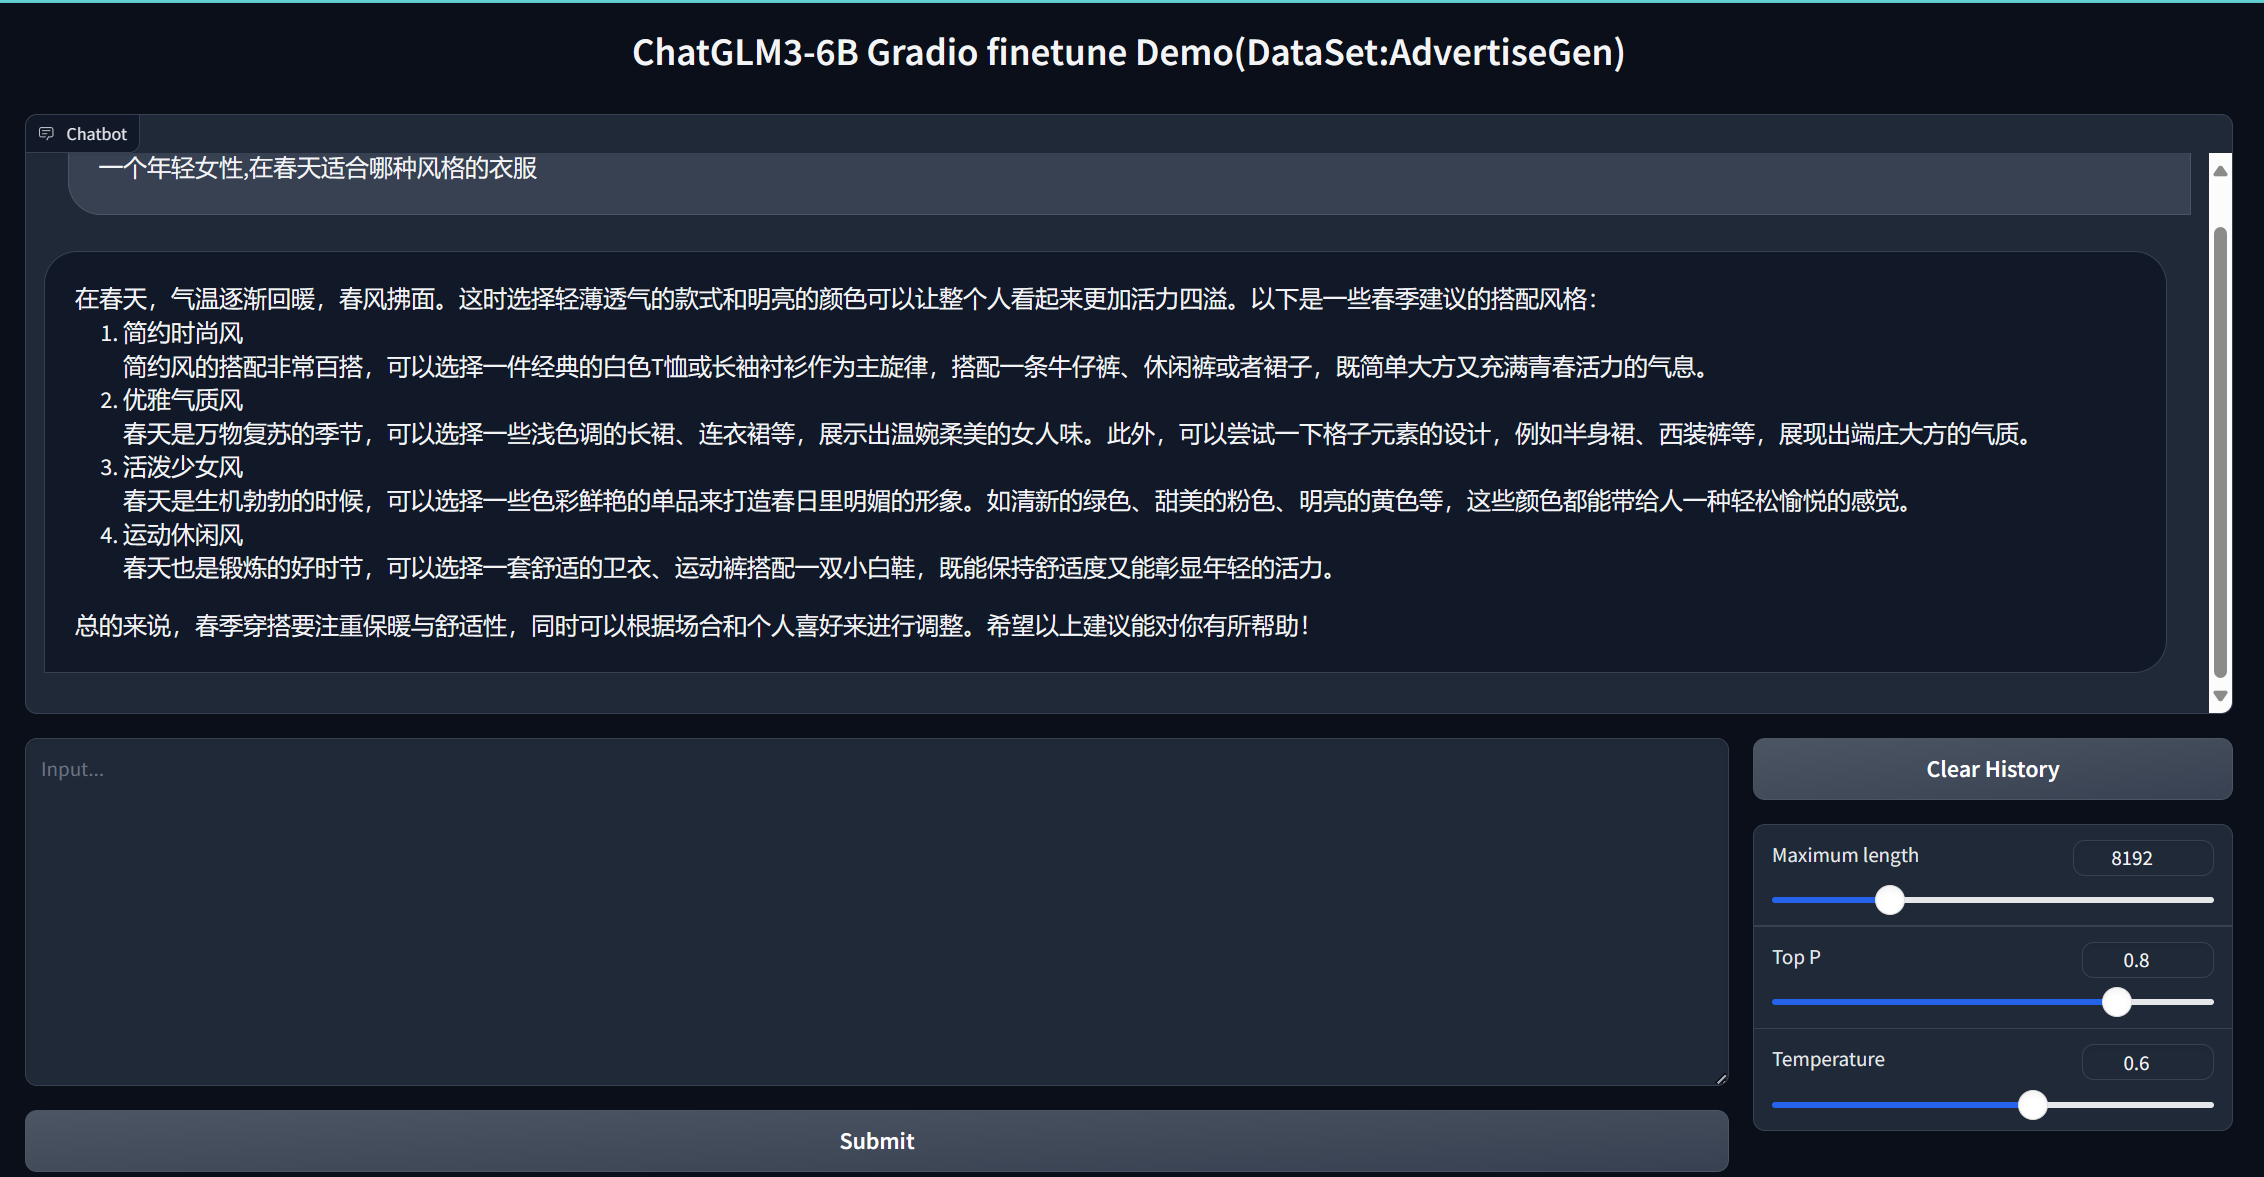 ChatGLM3-6B Gradio finetune Demo(DataSet:AdvertiseGen)
Chatbot
一个年轻女性,在春天适合哪种风格的衣服
在春天，气温逐渐回暖，春风拂面。这时选择轻薄透气的款式和明亮的颜色可以让整个人看起来更加活力四溢。以下是一些春季建议的搭配风格：
1. 简约时尚风
简约风的搭配非常百搭，可以选择一件经典的白色T恤或长袖衬衫作为主旋律，搭配一条牛仔裤、休闲裤或者裙子，既简单大方又充满青春活力的气息。
2. 优雅气质风
春天是万物复苏的季节，可以选择一些浅色调的长裙、连衣裙等，展示出温婉柔美的女人味。此外，可以尝试一下格子元素的设计，例如半身裙、西装裤等，展现出端庄大方的气质。
3. 活泼少女风
春天是生机勃勃的时候，可以选择一些色彩鲜艳的单品来打造春日里明媚的形象。如清新的绿色、甜美的粉色、明亮的黄色等，这些颜色都能带给人一种轻松愉悦的感觉。
4. 运动休闲风
春天也是锻炼的好时节，可以选择一套舒适的卫衣、运动裤搭配一双小白鞋，既能保持舒适度又能彰显年轻的活力。
总的来说，春季穿搭要注重保暖与舒适性，同时可以根据场合和个人喜好来进行调整。希望以上建议能对你有所帮助！
Input...
Clear History
Maximum length
8192
Top P
0.8
Temperature
0.6
Submit